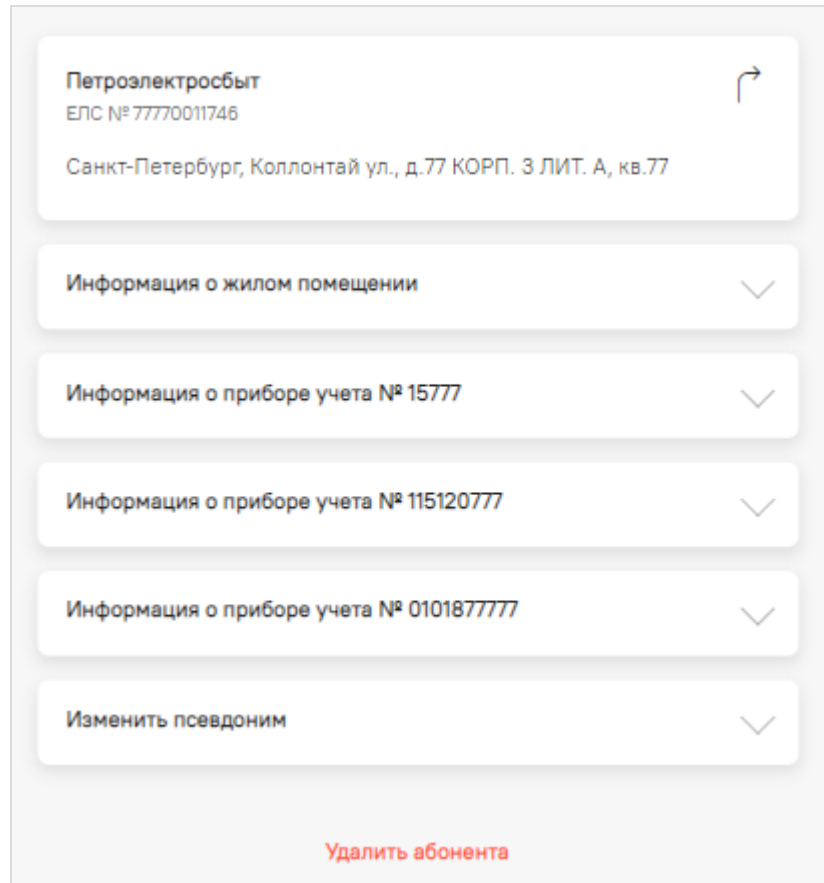 Петроэлектросбыт
ЕЛС № 77770011746
Санкт-Петербург, Коллонтай ул., д.77 КОРП. 3 ЛИТ. А, кв.77
Информация о жилом помещении
Информация о приборе учета № 15777
Информация о приборе учета № 115120777
Информация о приборе учета № 0101877777
Изменить псевдоним
Удалить абонента